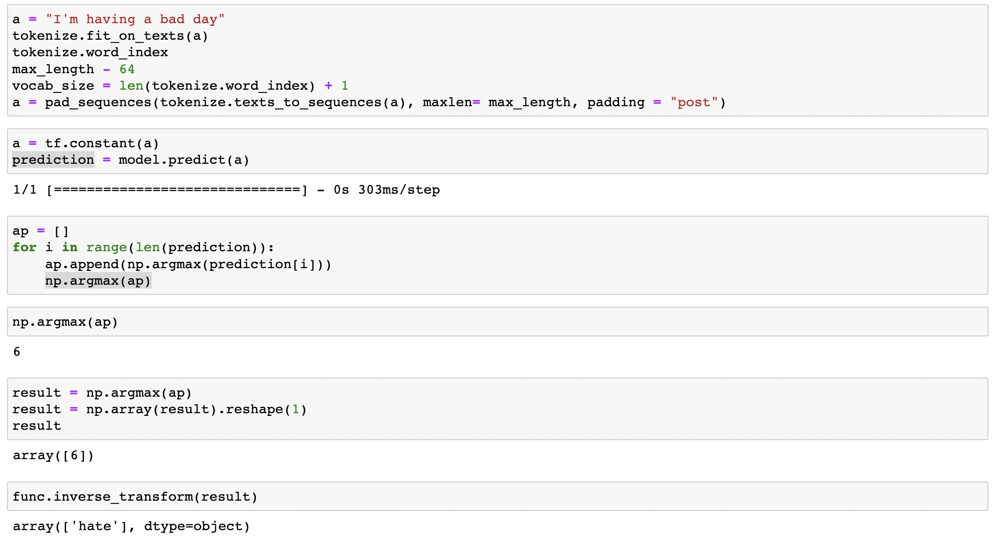 a = "I'm having a bad day"
tokenize.fit_on_texts(a)
tokenize.word_index
max_length - 64
vocab_size = len(tokenize.word_index) + 1
a = pad_sequences(tokenize.texts_to_sequences(a), maxlen= max_length, padding = "post")
a = tf.constant(a)
prediction = model.predict(a)
1/1 [==============================] - 0s 303ms/step
ap = []
for i in range(len(prediction)):
    ap.append(np.argmax(prediction[i]))
    np.argmax(ap)
np.argmax(ap)
6
result = np.argmax(ap)
result = np.array(result).reshape(1)
result
array([6])
func.inverse_transform(result)
array(['hate'], dtype=object)